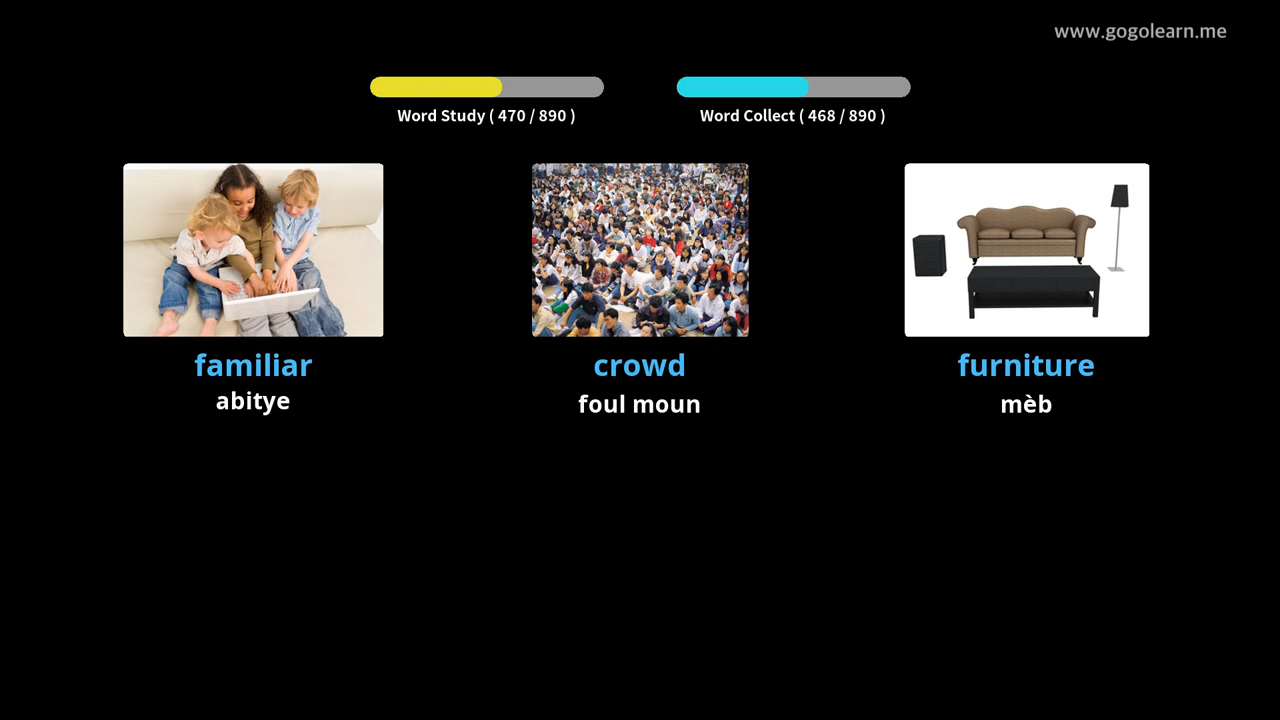 www.gogolearn.me
Word Study ( 470 / 890 )
Word Collect ( 468 / 890 )
familiar
abitye
crowd
foul moun
furniture
mèb